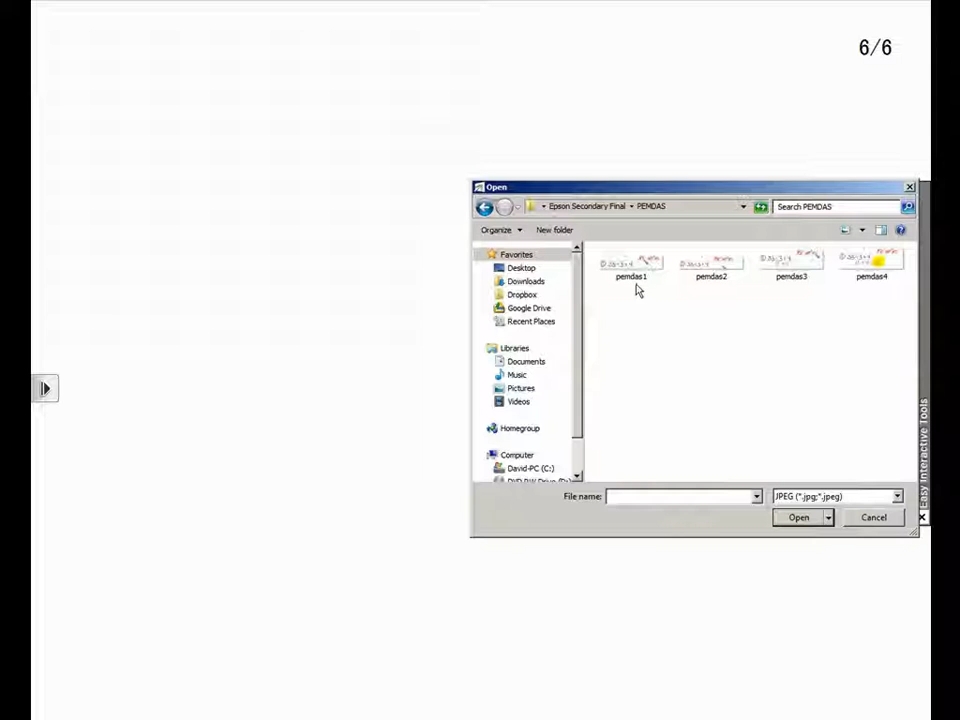 6/6
Open
Epson Secondary Final PEMDAS
Search PEMDAS
Organize
New folder
Favorites
Desktop
Downloads
Dropbox
Google Drive
Recent Places
Libraries
Documents
Music
Pictures
Videos
Homegroup
Computer
David-PC (C:)
pemdas1
pemdas2
pemdas3
pemdas4
File name:
JPEG (*.jpg;*.jpeg)
Open
Cancel
Easy Interactive Tools